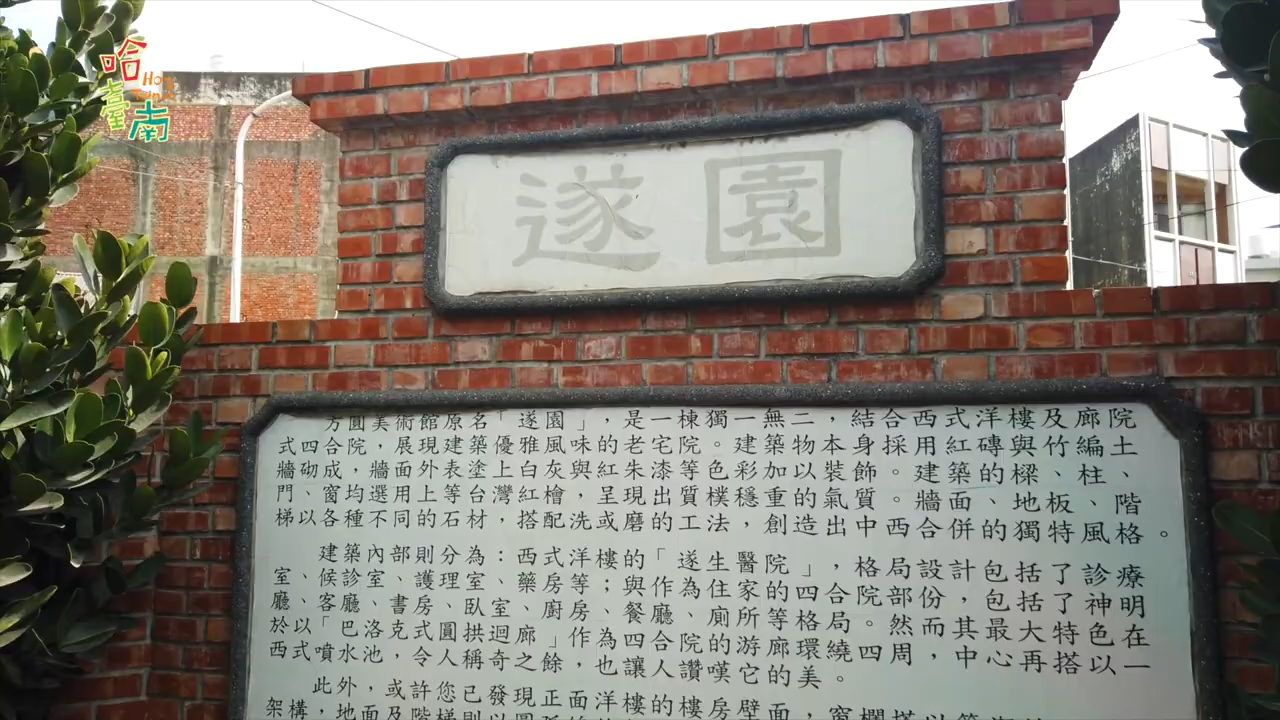 哈
臺
南
遂園
方圓美術館原名「遂園」，是一棟獨一無二，結合西式洋樓及廊院
式四合院，展現建築優雅風味的老宅院。建築物本身採用紅磚與竹編土
牆砌成，牆面外表塗上白灰與紅朱漆等色彩加以裝飾。建築的樑、柱、
門、窗均選用上等台灣紅檜，呈現出質樸穩重的氣質。牆面、地板、階
梯以各種不同的石材，搭配洗或磨的工法，創造出中西合併的獨特風格。
建築內部則分為：西式洋樓的「遂生醫院」，格局設計包括了診療
室、候診室、護理室、藥房等；與作為住家的四合院部份，包括了神明
廳、客廳、書房、臥室、廚房、餐廳、廁所等格局。然而其最大特色在
於以「巴洛克式圓拱迴廊」作為四合院的游廊環繞四周，中心再搭以一
西式噴水池，令人稱奇之餘，也讓人讚嘆它的美。
此外，或許您已發現正面洋樓的樓房壁面，窗欄搭以
架構，地面及階梯則以